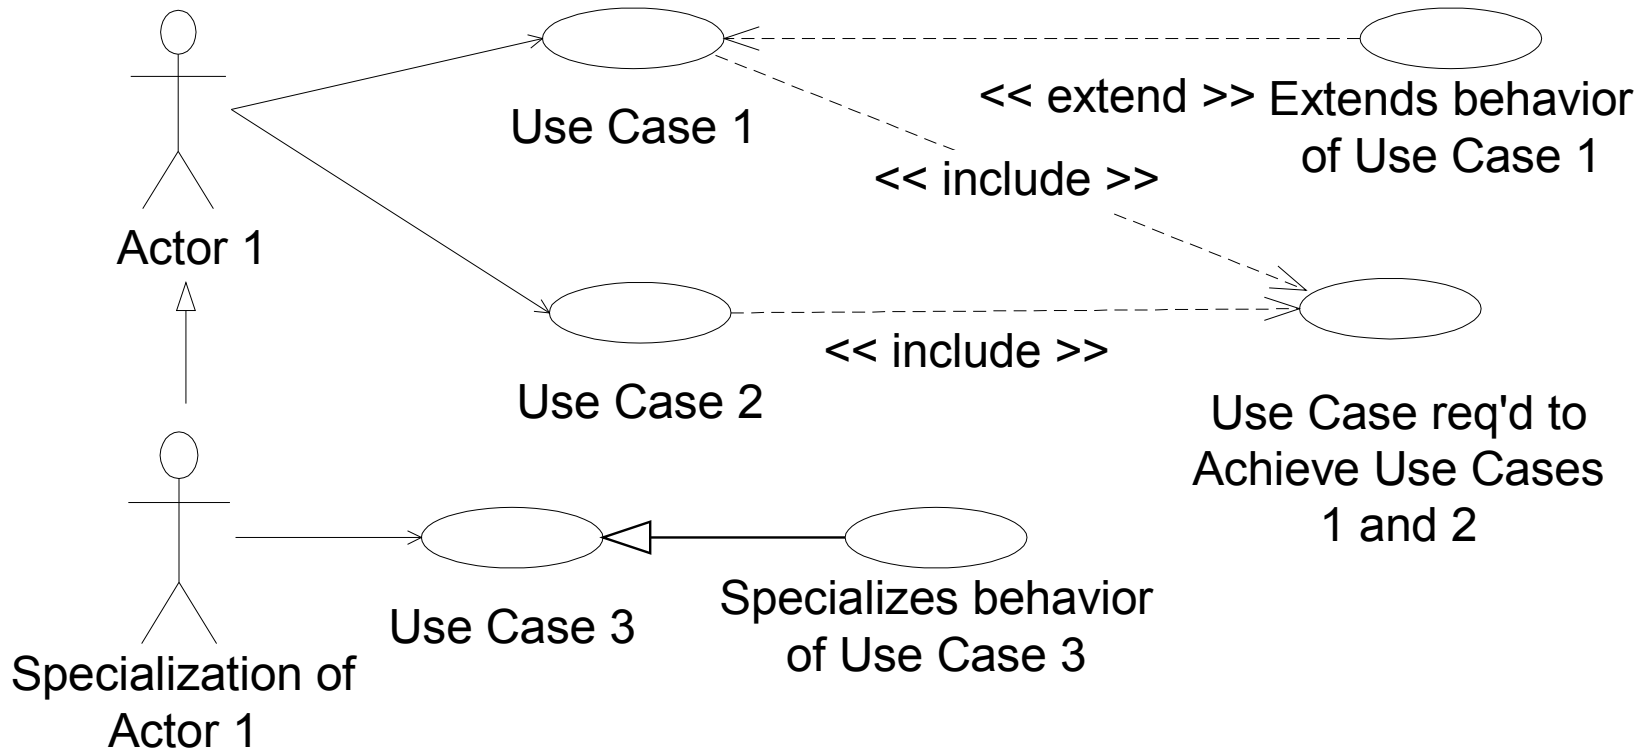 Use Case 1
<< extend >>
Extends behavior
of Use Case 1
<< include >>
Actor 1
<< include >>
Use Case 2
Use Case req'd to
Achieve Use Cases
1 and 2
Use Case 3
Specializes behavior
of Use Case 3
Specialization of
Actor 1